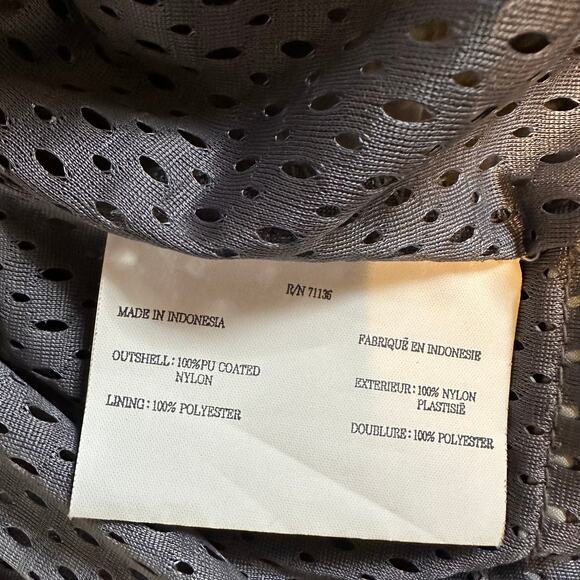 R/N 71136
MADE IN INDONESIA
OUTSHELL : 100%PU COATED
NYLON
LINING : 100% POLYESTER
FABRIQUÉ EN INDONESIE
EXTERIEUR: 100% NYLON
PLASTISIÉ
DOUBLURE: 100% POLYESTER